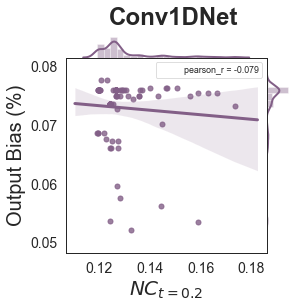 Conv1DNet
pearson_r = -0.079
Output Bias (%)
0.08
0.07
0.06
0.05
0.12
0.14
0.16
0.18
NC_{t = 0.2}